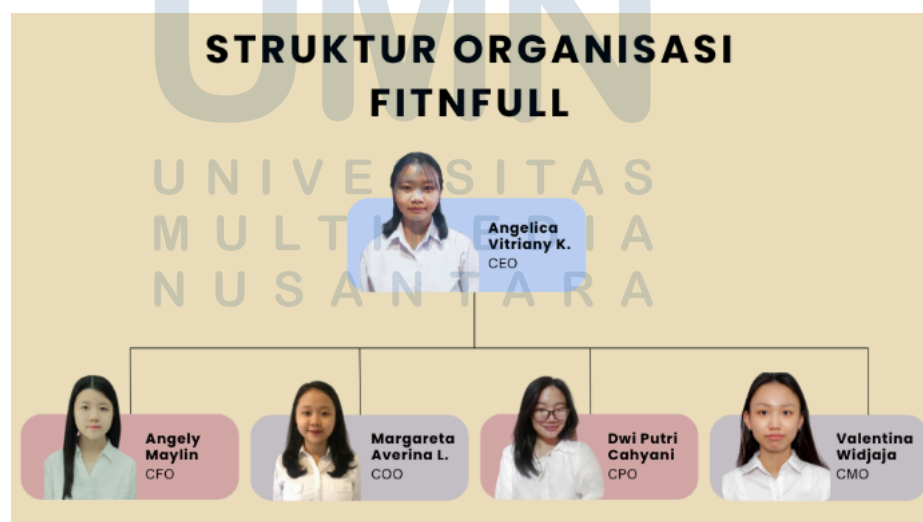 UMN
STRUKTUR ORGANISASI
FITNFULL
UNIVERSITAS
MULTIMEDIA
NUSANTARA
Angelica
Vitriany K.
CEO
Angely
Maylin
CFO
Margareta
Averina L.
COO
Dwi Putri
Cahyani
CPO
Valentina
Widjaja
CMO